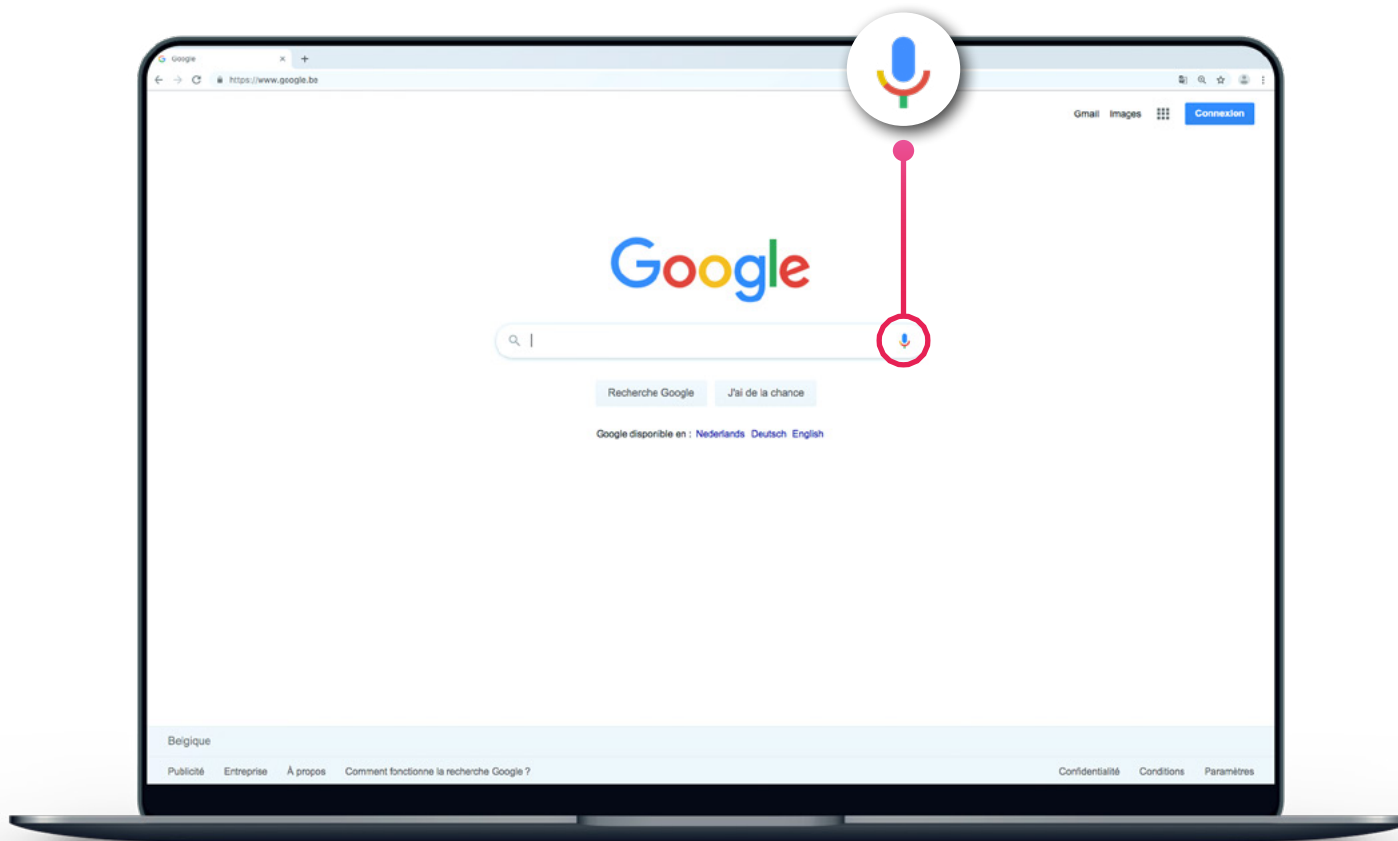 Google
https://www.google.be
Gmail Images Connexion
Google
Recherche Google J'ai de la chance
Google disponible en : Nederlands Deutsch English
Belgique
Publicité Entreprise À propos Comment fonctionne la recherche Google ? Confidentialité Conditions Paramètres